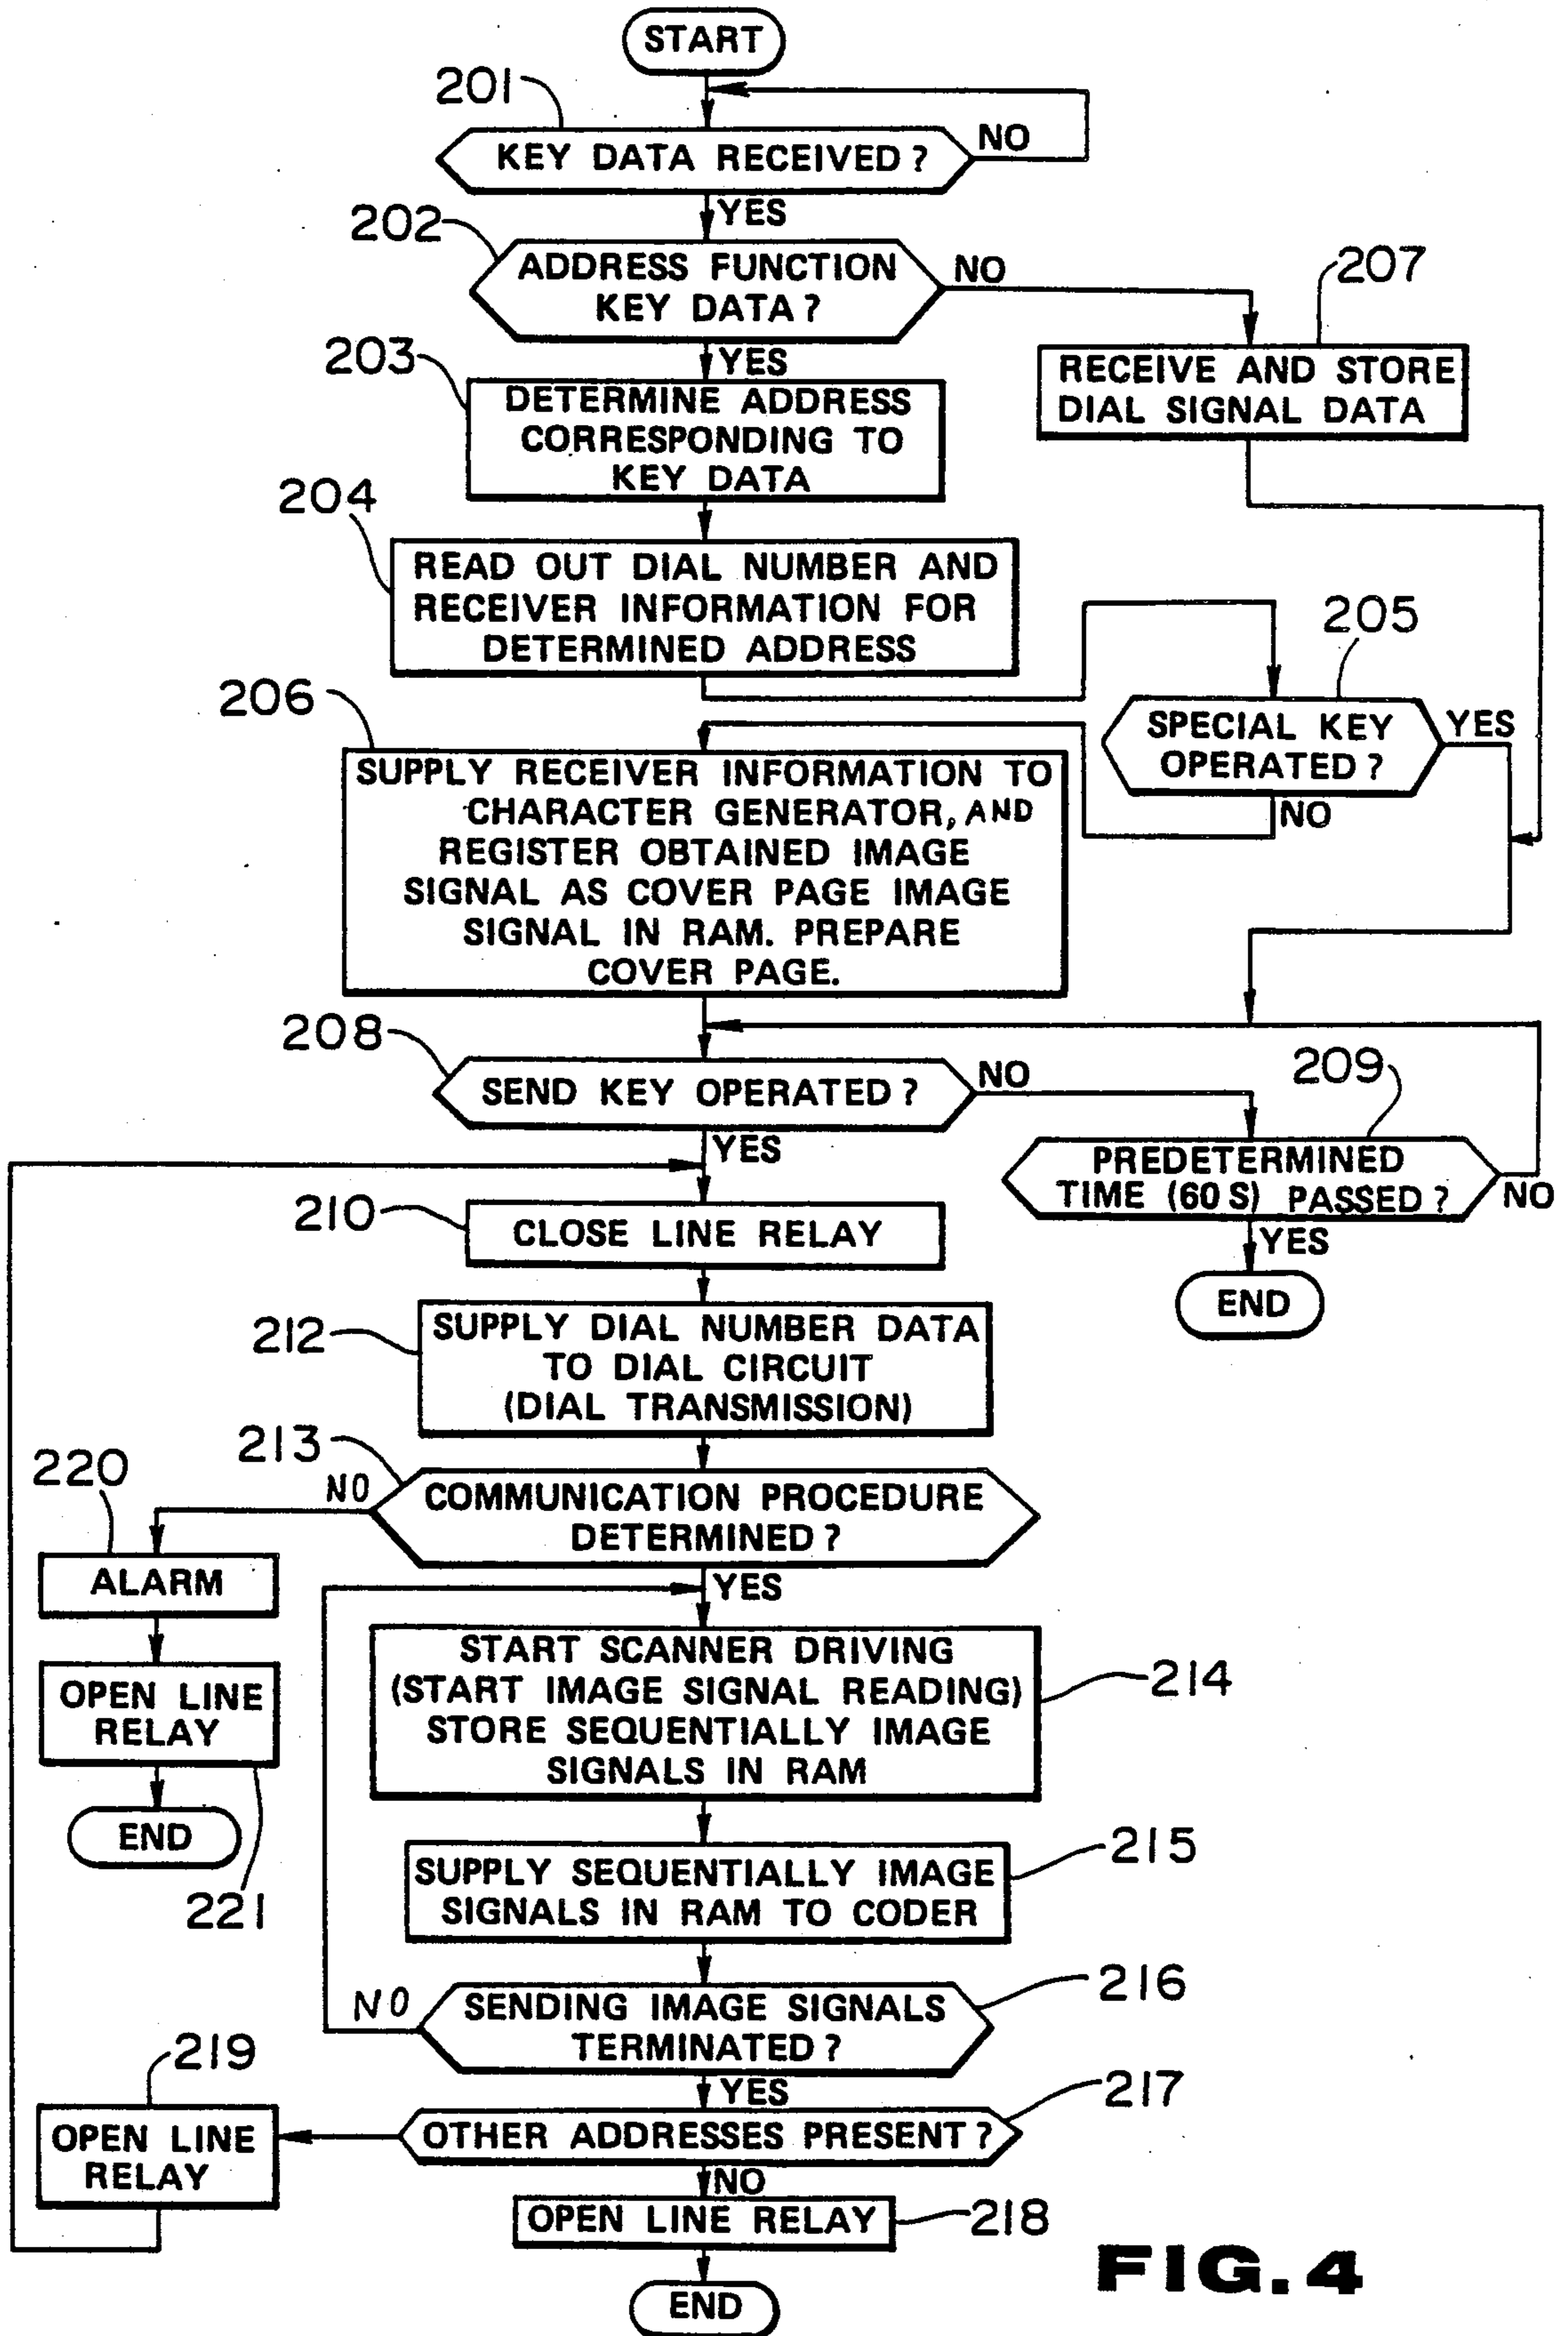 START
201
KEY DATA RECEIVED?
NO
YES
202
ADDRESS FUNCTION
KEY DATA?
NO
YES
207
RECEIVE AND STORE
DIAL SIGNAL DATA
203
DETERMINE ADDRESS
CORRESPONDING TO
KEY DATA
204
READ OUT DIAL NUMBER AND
RECEIVER INFORMATION FOR
DETERMINED ADDRESS
205
SPECIAL KEY
OPERATED?
YES
NO
206
SUPPLY RECEIVER INFORMATION TO
CHARACTER GENERATOR, AND
REGISTER OBTAINED IMAGE
SIGNAL AS COVER PAGE IMAGE
SIGNAL IN RAM. PREPARE
COVER PAGE.
208
SEND KEY OPERATED?
NO
YES
209
PREDETERMINED
TIME (60 S) PASSED?
NO
YES
END
210
CLOSE LINE RELAY
212
SUPPLY DIAL NUMBER DATA
TO DIAL CIRCUIT
(DIAL TRANSMISSION)
213
COMMUNICATION PROCEDURE
DETERMINED?
NO
YES
220
ALARM
OPEN LINE
RELAY
221
END
START SCANNER DRIVING
(START IMAGE SIGNAL READING)
STORE SEQUENTIALLY IMAGE
SIGNALS IN RAM
214
SUPPLY SEQUENTIALLY IMAGE
SIGNALS IN RAM TO CODER
215
SENDING IMAGE SIGNALS
TERMINATED?
216
NO
YES
217
OTHER ADDRESSES PRESENT?
219
OPEN LINE
RELAY
NO
OPEN LINE RELAY
218
END
FIG. 4